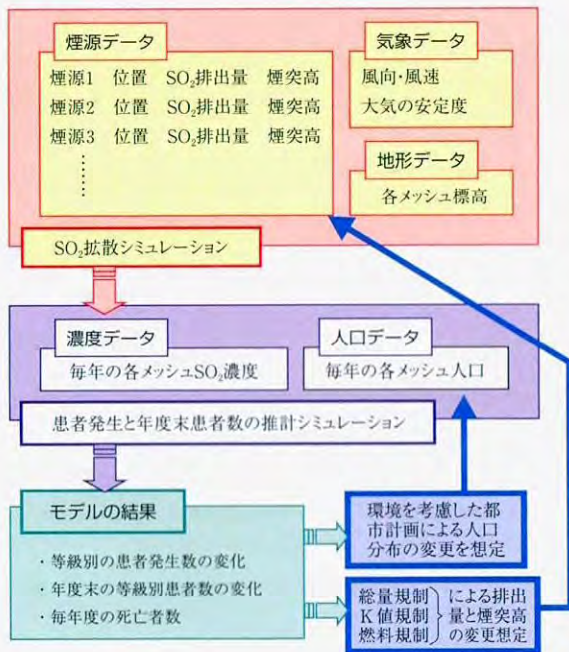 煙源データ
煙源1 位置 SO₂排出量 煙突高
煙源2 位置 SO₂排出量 煙突高
煙源3 位置 SO₂排出量 煙突高
……
気象データ
風向・風速
大気の安定度
地形データ
各メッシュ標高
SO₂拡散シミュレーション
濃度データ
毎年の各メッシュSO₂濃度
人口データ
毎年の各メッシュ人口
患者発生と年度末患者数の推計シミュレーション
モデルの結果
・等級別の患者発生数の変化
・年度末の等級別患者数の変化
・毎年度の死亡者数
環境を考慮した都
市計画による人口
分布の変更を想定
総量規制
K値規制
燃料規制
による排出
量と煙突高
の変更想定